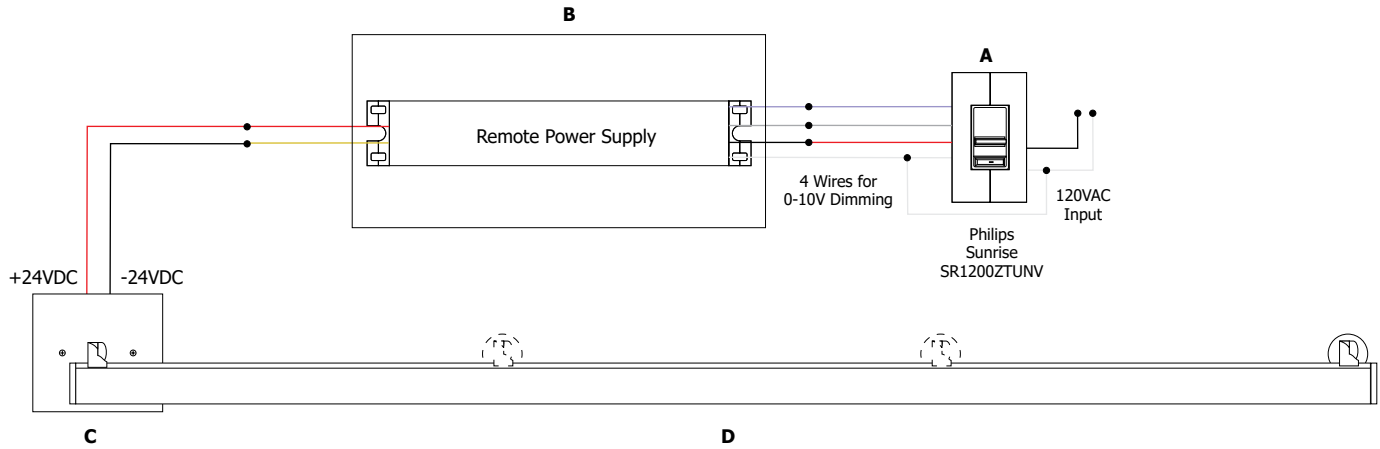 B
A
Remote Power Supply
4 Wires for
0-10V Dimming
120VAC
Input
Philips
Sunrise
SR1200ZTUNV
+24VDC
-24VDC
C
D